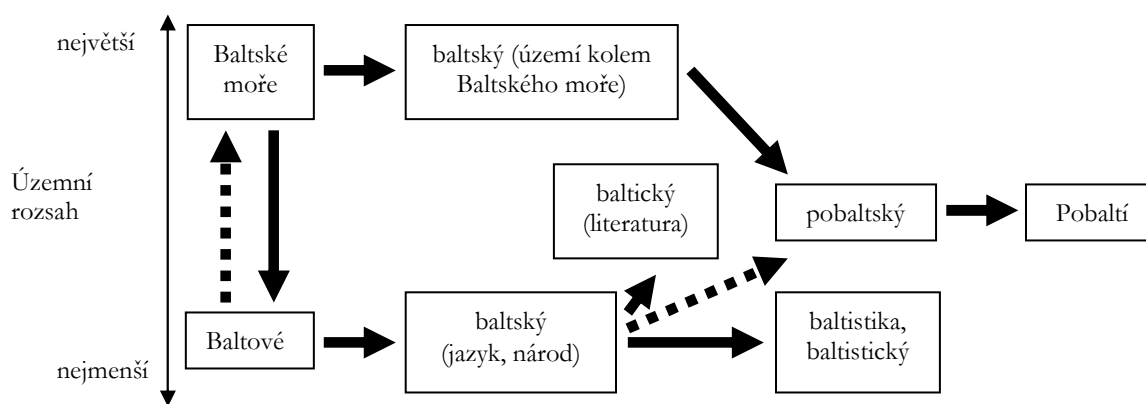 největší
Baltské
moře
baltský (území kolem
Baltského moře)
Územní
rozsah
baltický
(literatura)
pobaltský
Pobaltí
Baltové
baltský
(jazyk, národ)
baltistika,
baltistický
nejmenší